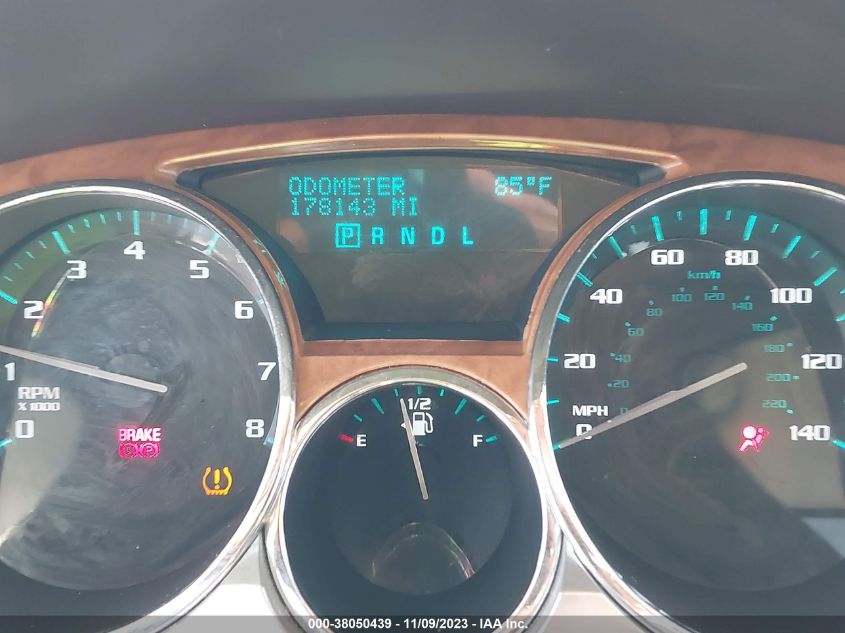 ODOMETER 85°F
178143 MI
P R N D L
0 1 2 3 4 5 6 7 8
RPM
X 1000
BRAKE
P
E 1/2 F
0 20 40 60 80 100 120 140
MPH
km/h
0 20 40 60 80 100 120 140 160 180 200 220
000-38050439 - 11/09/2023 - IAA Inc.